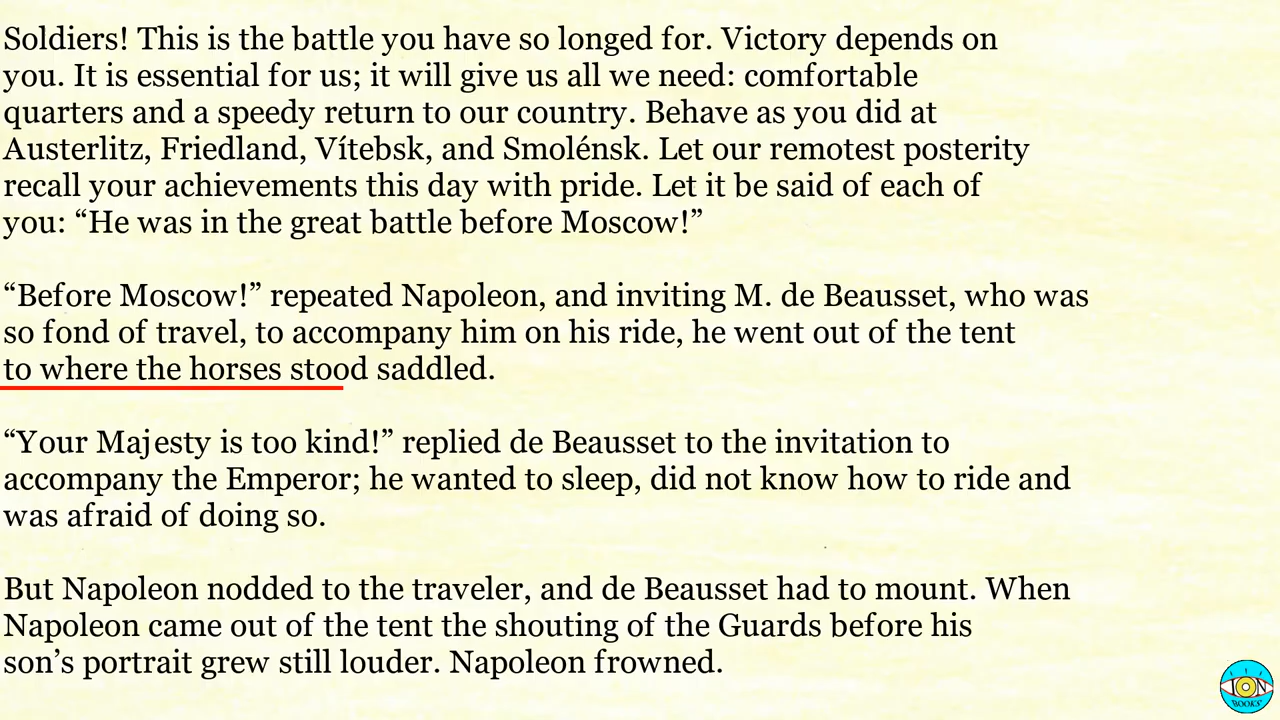 Soldiers! This is the battle you have so longed for. Victory depends on
you. It is essential for us; it will give us all we need: comfortable
quarters and a speedy return to our country. Behave as you did at
Austerlitz, Friedland, Vítebsk, and Smolénsk. Let our remotest posterity
recall your achievements this day with pride. Let it be said of each of
you: “He was in the great battle before Moscow!”
“Before Moscow!” repeated Napoleon, and inviting M. de Beausset, who was
so fond of travel, to accompany him on his ride, he went out of the tent
to where the horses stood saddled.
“Your Majesty is too kind!” replied de Beausset to the invitation to
accompany the Emperor; he wanted to sleep, did not know how to ride and
was afraid of doing so.
But Napoleon nodded to the traveler, and de Beausset had to mount. When
Napoleon came out of the tent the shouting of the Guards before his
son’s portrait grew still louder. Napoleon frowned.
ION
BOOKS